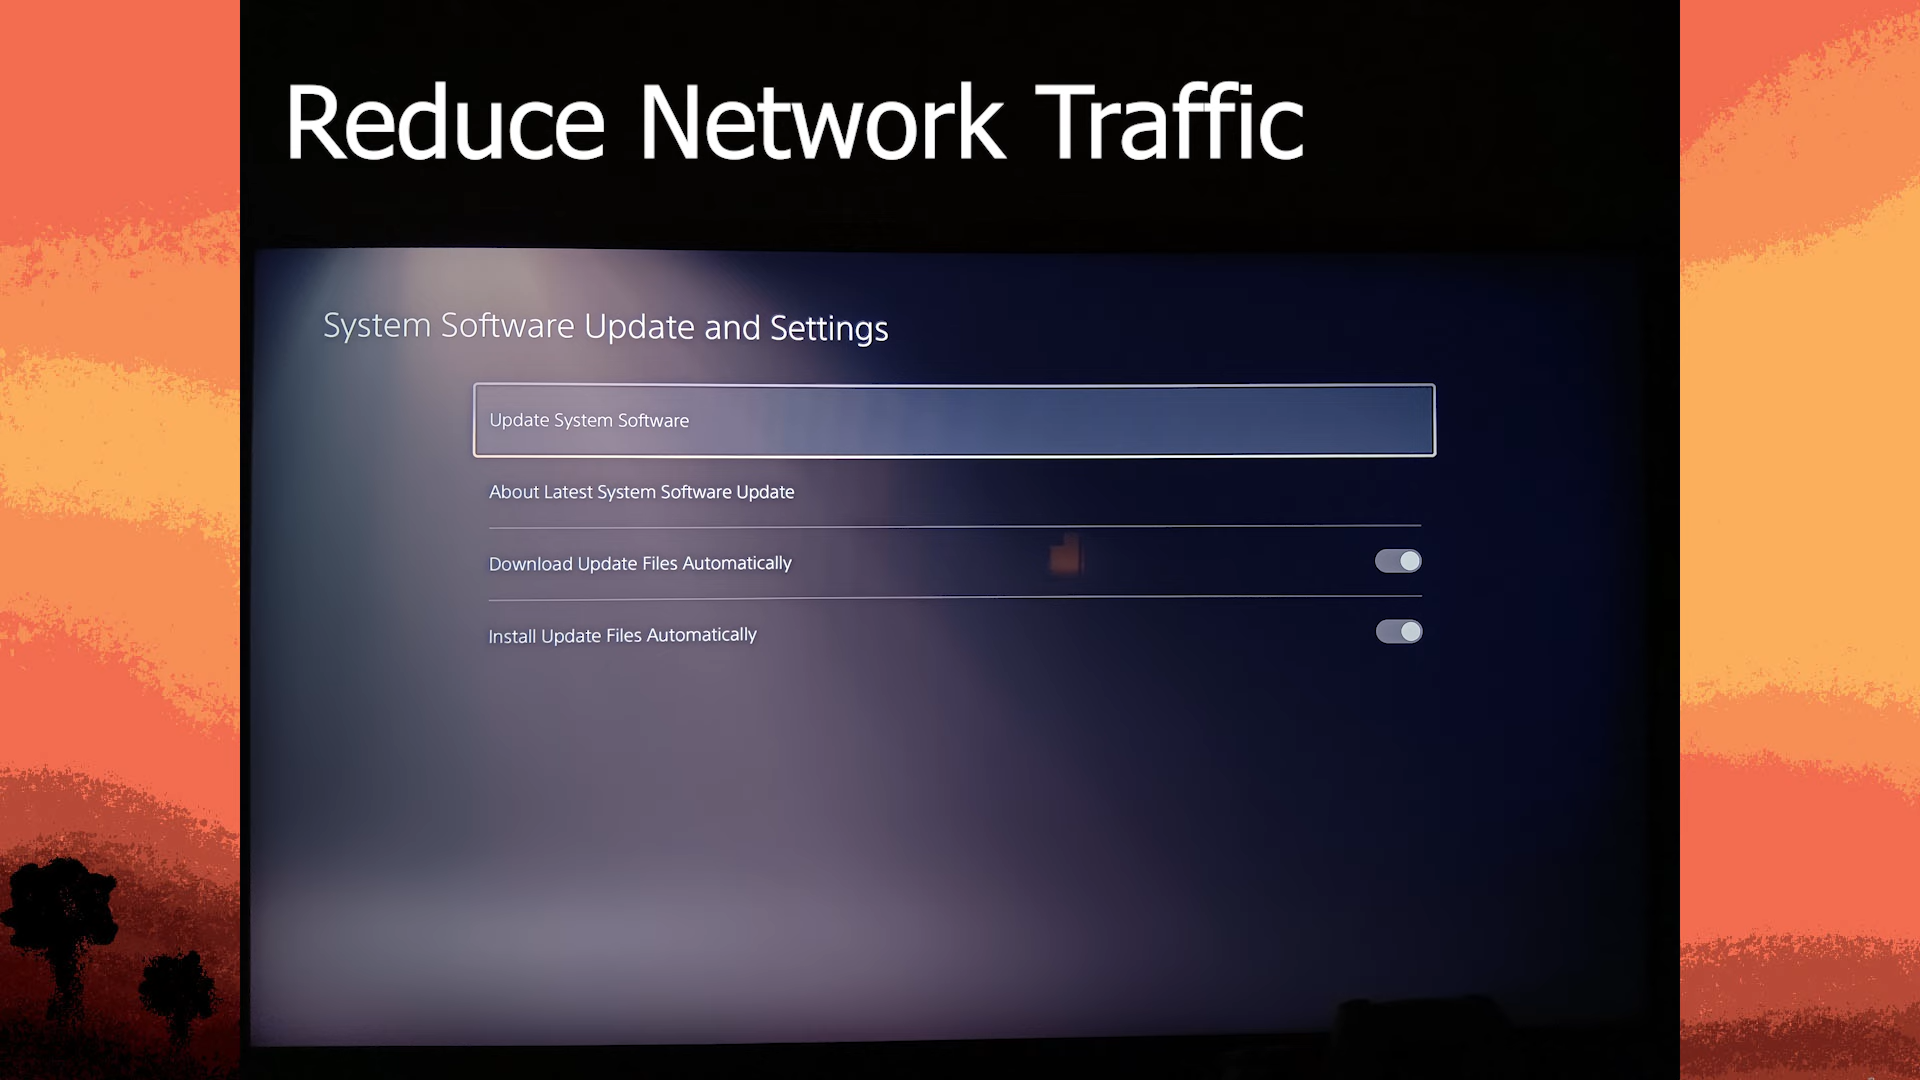 Reduce Network Traffic
System Software Update and Settings
Update System Software
About Latest System Software Update
Download Update Files Automatically
Install Update Files Automatically